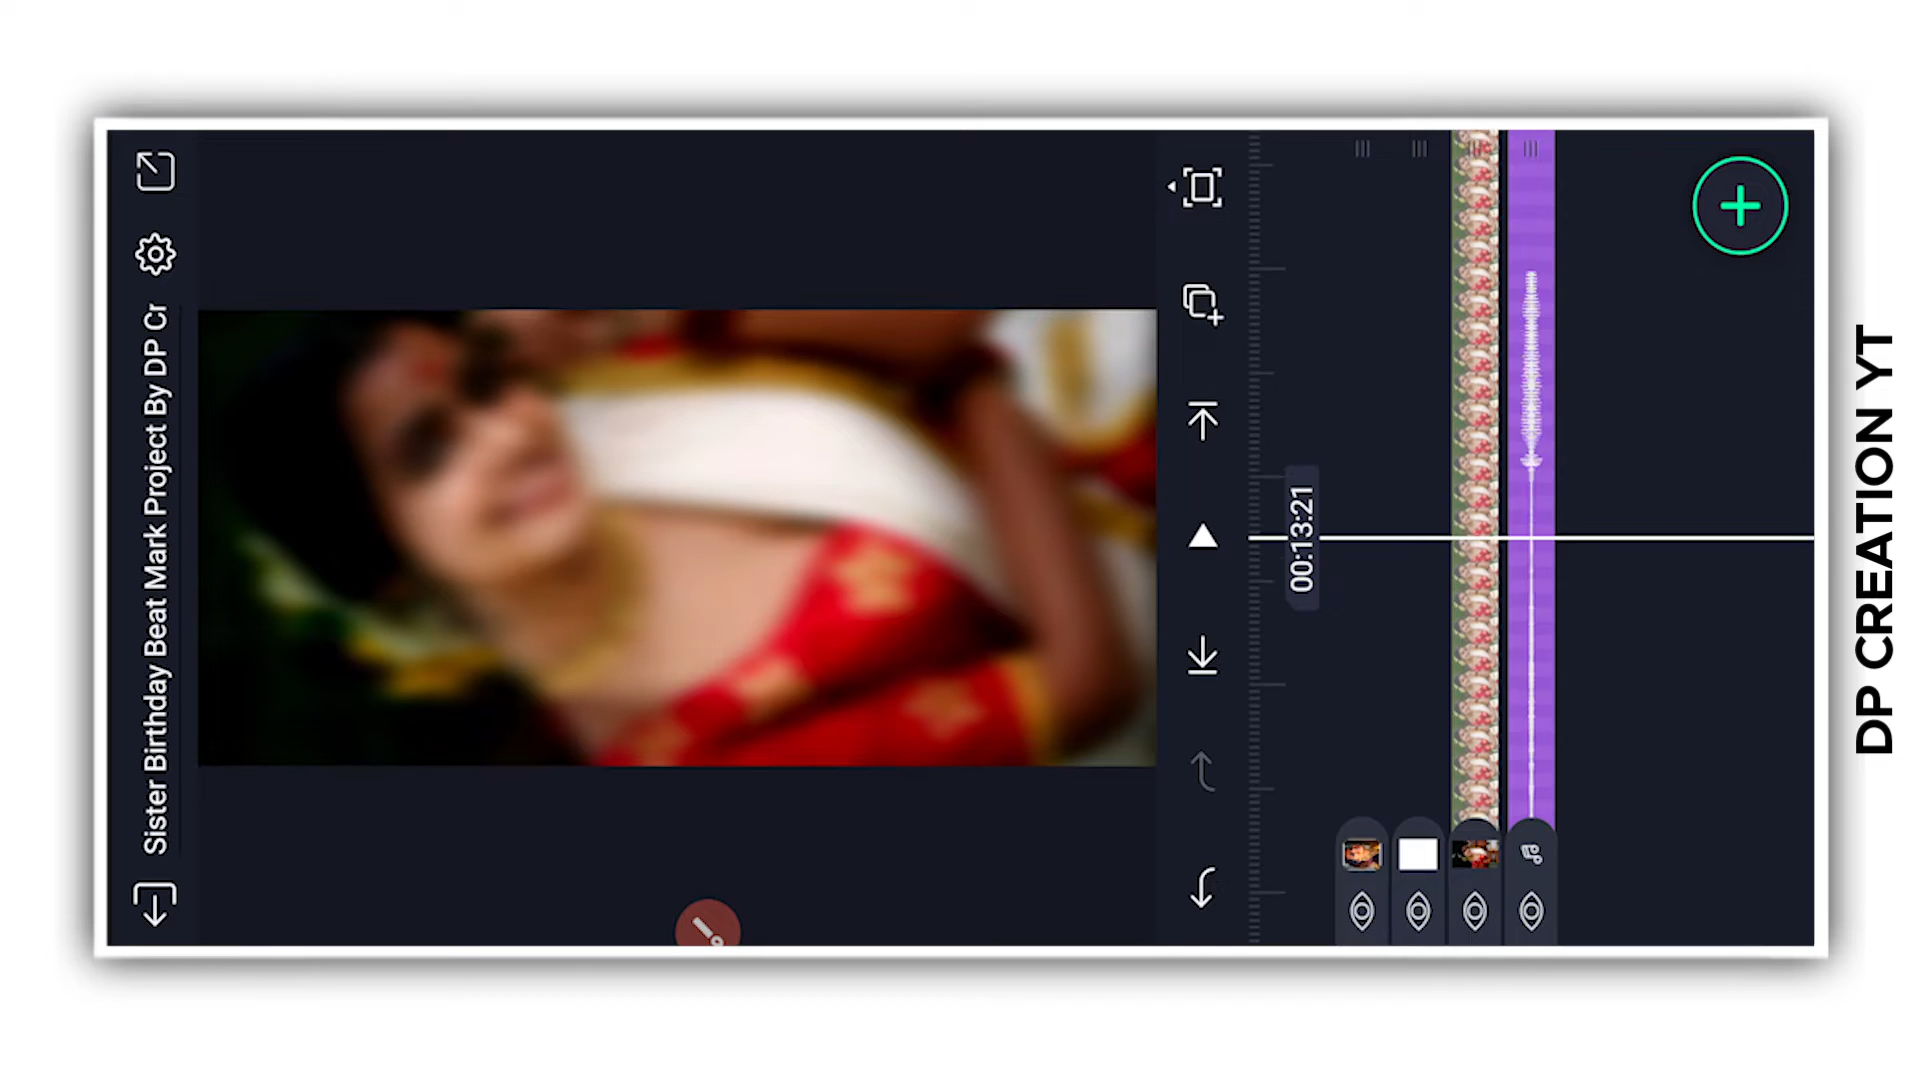 Sister Birthday Beat Mark Project By DP Cr
00:13:21
DP CREATION YT